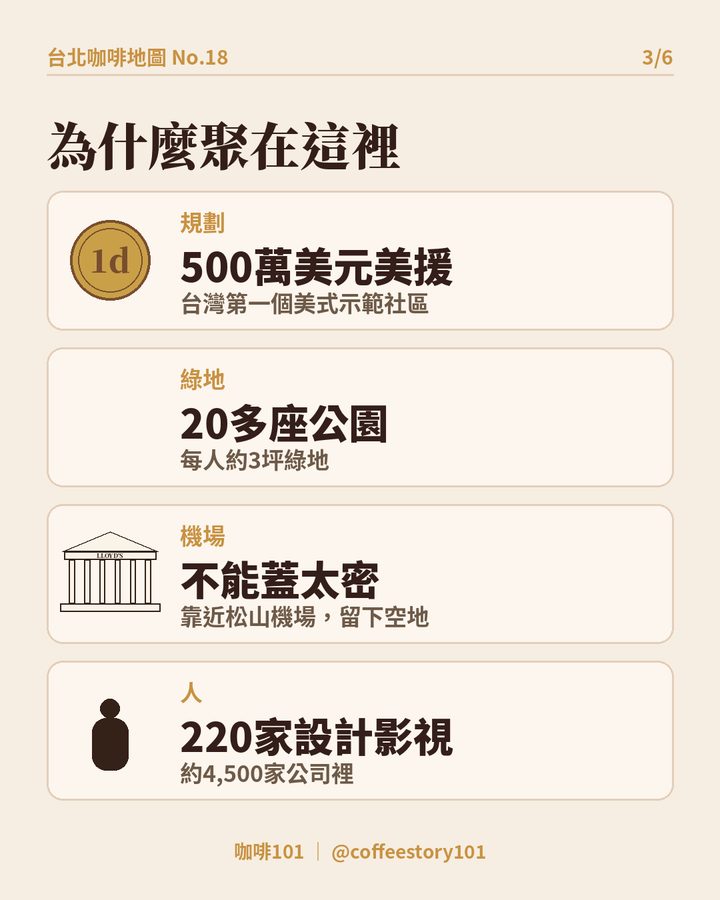 台北咖啡地圖 No.18
3/6
為什麼聚在這裡
1d
規劃
500萬美元美援
台灣第一個美式示範社區
綠地
20多座公園
每人約3坪綠地
LLOYD'S
機場
不能蓋太密
靠近松山機場，留下空地
人
220家設計影視
約4,500家公司裡
咖啡101｜@coffeestory101